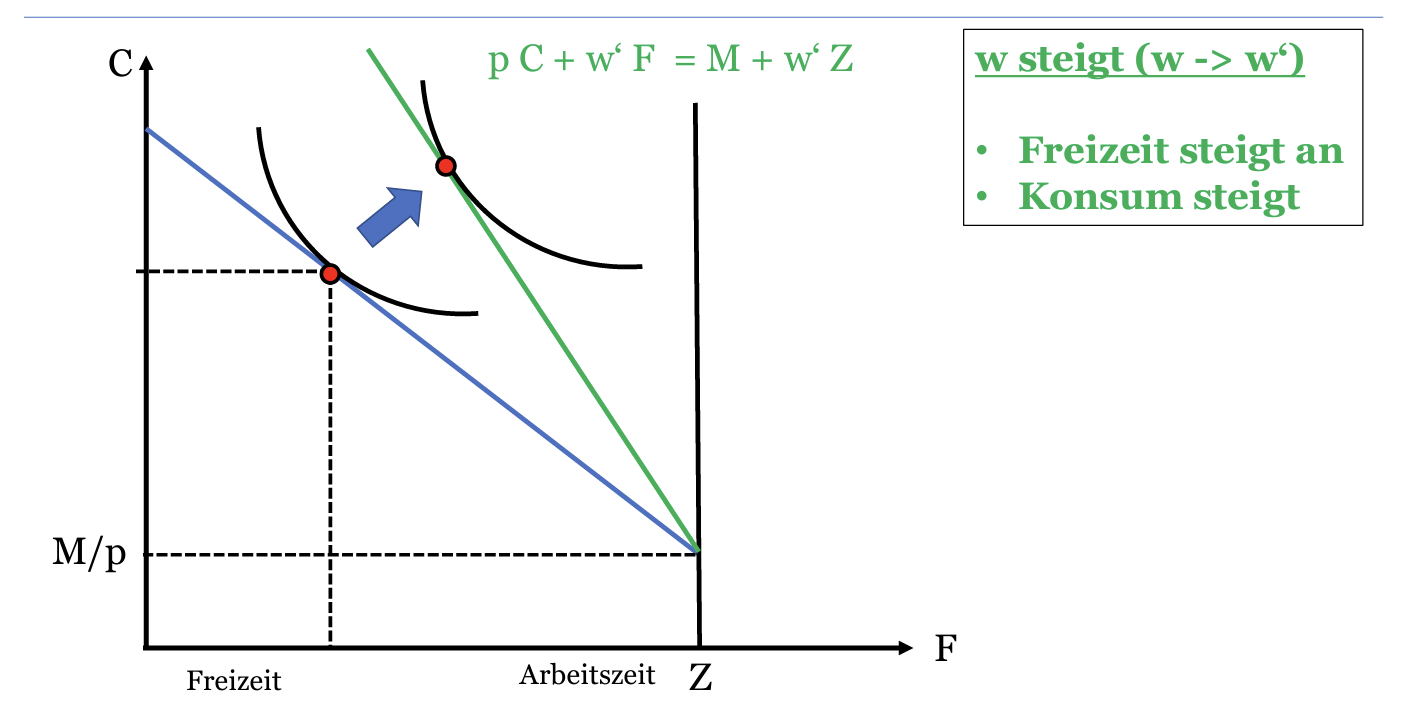 C
p C + w‘ F  = M + w‘ Z
w steigt (w -> w‘)
• Freizeit steigt an
• Konsum steigt
M/p
F
Freizeit
Arbeitszeit
Z